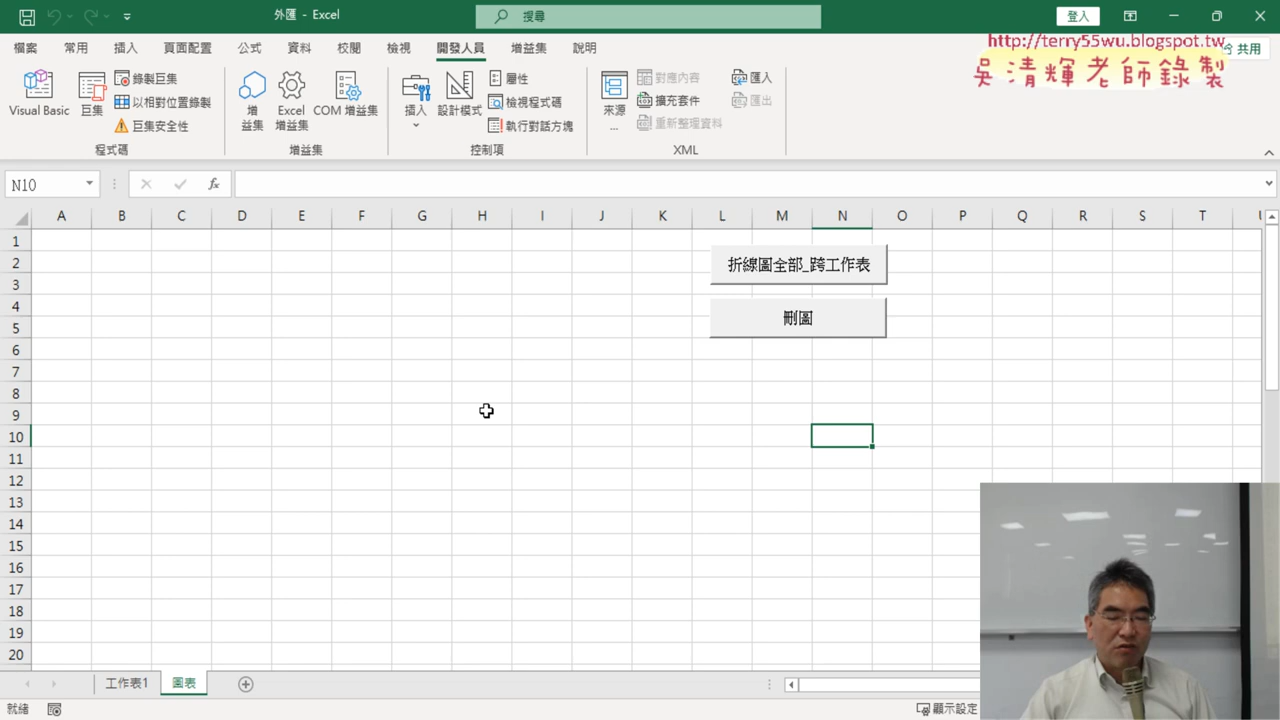 外匯 - Excel
搜尋
登入
檔案 常用 插入 頁面配置 公式 資料 校閱 檢視 開發人員 增益集 說明
共用
http://terry55wu.blogspot.tw
吳清輝老師錄製
Visual Basic
巨集
錄製巨集
以相對位置錄製
巨集安全性
程式碼
增
益集
Excel
增益集
COM 增益集
增益集
插入
設計模式
屬性
檢視程式碼
執行對話方塊
控制項
來源
...
對應內容
擴充套件
重新整理資料
匯入
匯出
XML
N10
fx
A B C D E F G H I J K L M N O P Q R S T U
1
2
3
4
5
6
7
8
9
10
11
12
13
14
15
16
17
18
19
20
折線圖全部_跨工作表
刪圖
工作表1 圖表
就緒
顯示設定